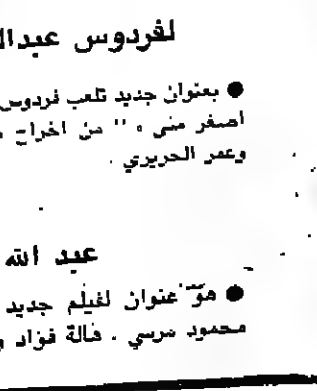 لفردوس عبدال
● بعنوان جديد تلعب فردوس
اصغر مني ه '' من اخراج
وعمر الحريري .
عبد الله
● هو عنوان لفيلم جديد
محمود مرسي . هالة فؤاد و